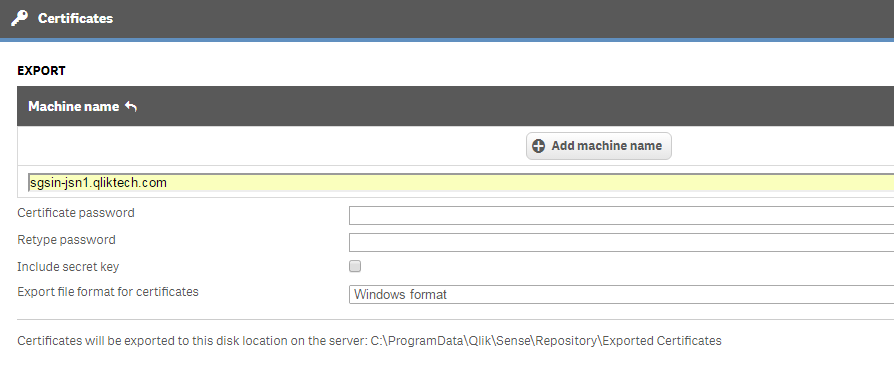 Certificates
EXPORT
Machine name
Add machine name
sgsin-jsn1.qliktech.com
Certificate password
Retype password
Include secret key
Export file format for certificates Windows format
Certificates will be exported to this disk location on the server: C:\ProgramData\Qlik\Sense\Repository\Exported Certificates